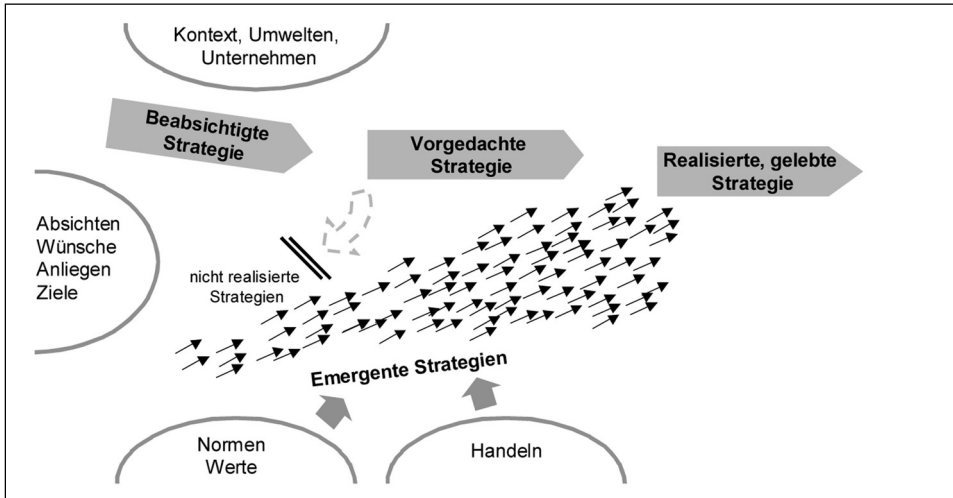 Kontext, Umwelten,
Unternehmen
Beabsichtigte
Strategie
Vorgedachte
Strategie
Realisierte, gelebte
Strategie
Absichten
Wünsche
Anliegen
Ziele
nicht realisierte
Strategien
Emergente Strategien
Normen
Werte
Handeln